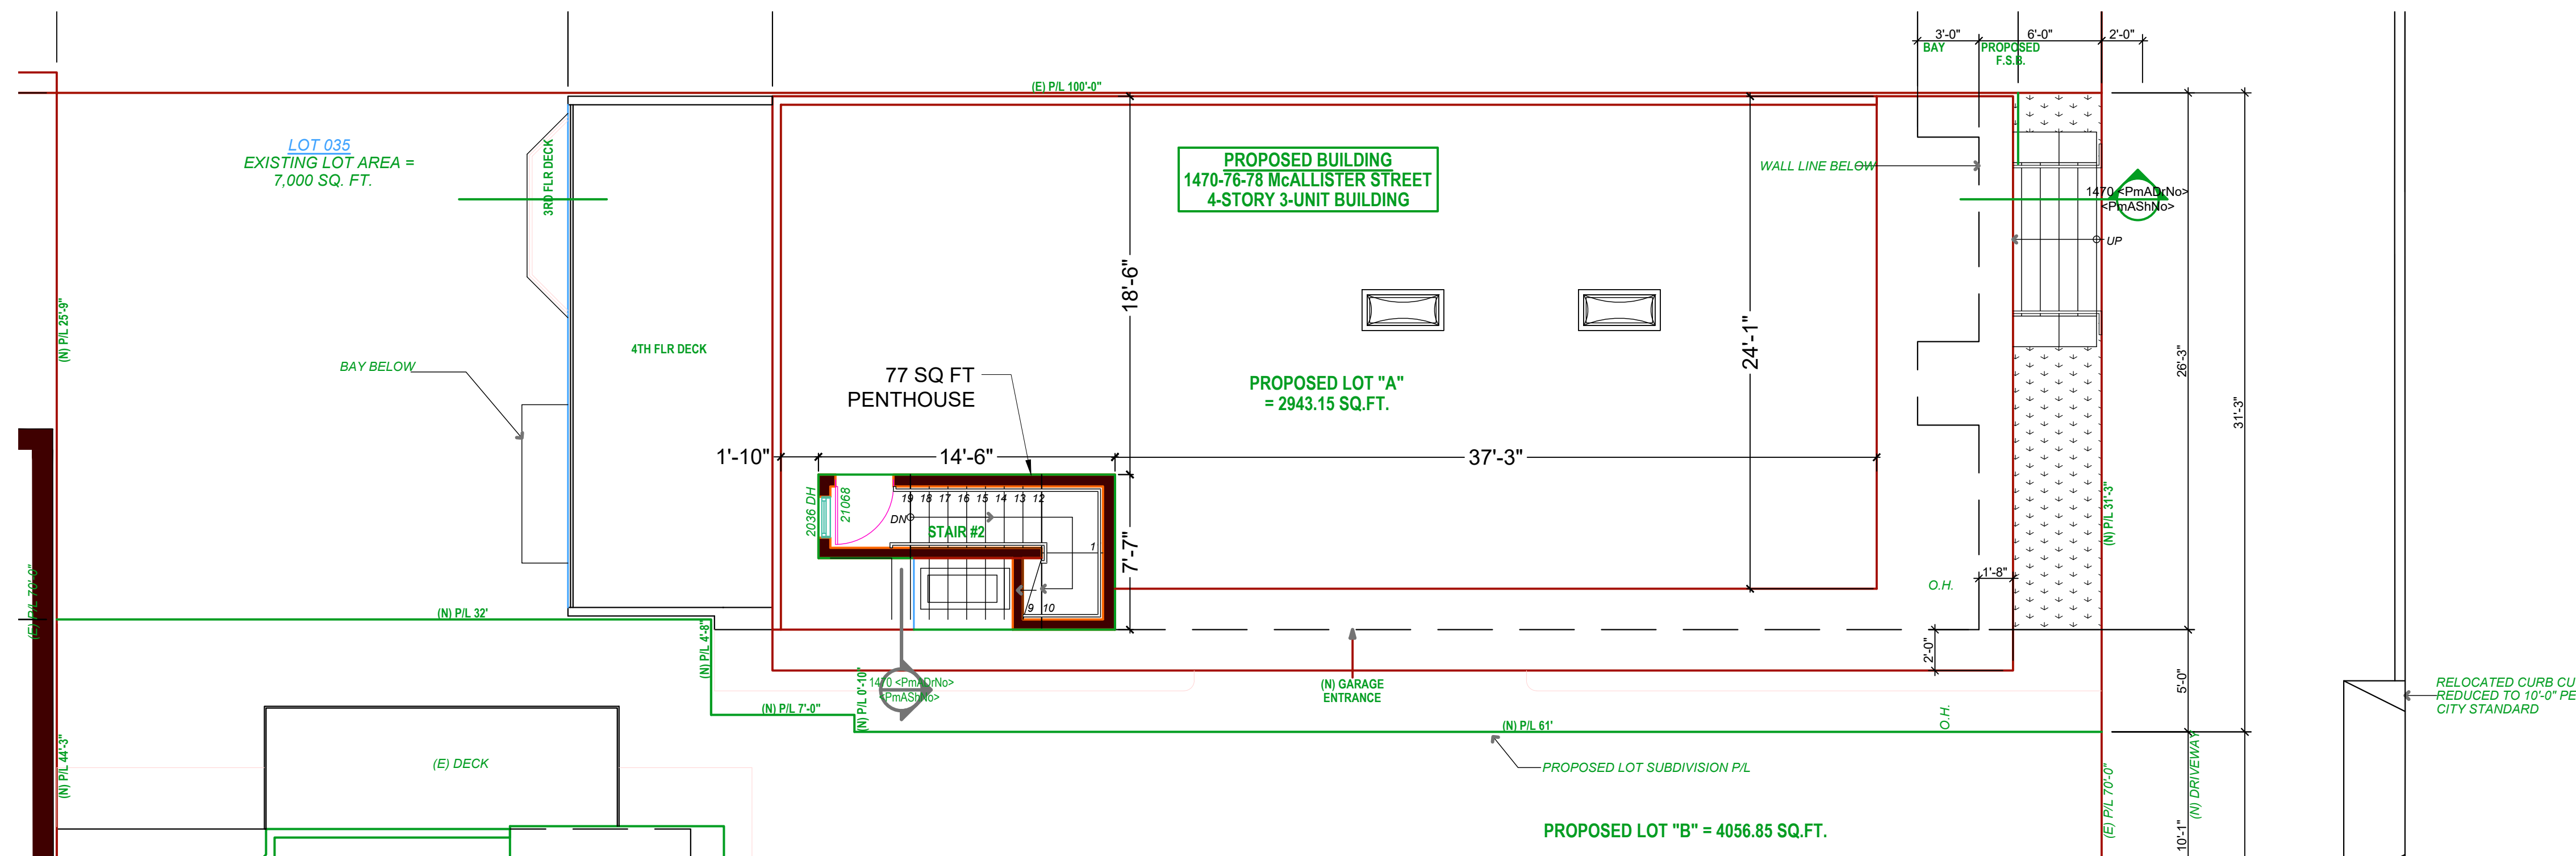 3'-0"
6'-0"
2'-0"
BAY
PROPOSED
F.S.B.
(E) P/L 100'-0"
LOT 035
EXISTING LOT AREA =
7,000 SQ. FT.
3RD FLR DECK
PROPOSED BUILDING
1470-76-78 McALLISTER STREET
4-STORY 3-UNIT BUILDING
WALL LINE BELOW
1470 <PmADrNo>
<PmAShNo>
UP
18'-6"
24'-1"
26'-3"
31'-3"
(N) P/L 25'-9"
4TH FLR DECK
BAY BELOW
77 SQ FT
PENTHOUSE
PROPOSED LOT "A"
= 2943.15 SQ.FT.
1'-10"
14'-6"
37'-3"
2036 DH
21068
19 18 17 16 15 14 13 12
DN
STAIR #2
1
7'-7"
9 10
(N) P/L 31'-3"
1'-8"
O.H.
(E) P/L 70'-0"
(N) P/L 32'
(N) P/L 4'-8"
2'-0"
(N) P/L 0'-10"
1470 <PmADrNo>
<PmAShNo>
(N) GARAGE
ENTRANCE
5'-0"
RELOCATED CURB CU
REDUCED TO 10'-0" PE
CITY STANDARD
(N) P/L 7'-0"
O.H.
(N) P/L 61'
(N) P/L 44'-3"
(E) DECK
PROPOSED LOT SUBDIVISION P/L
(E) P/L 70'-0"
(N) DRIVEWAY
PROPOSED LOT "B" = 4056.85 SQ.FT.
10'-1"